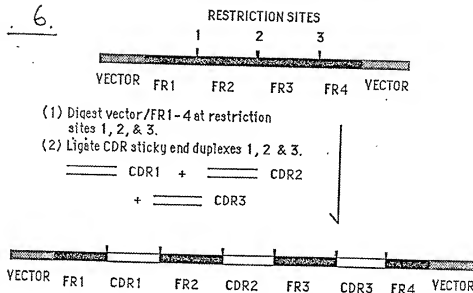 6.
RESTRICTION SITES
1 2 3
VECTOR FR1 FR2 FR3 FR4 VECTOR
(1) Digest vector/FR1-4 at restriction
sites 1, 2, & 3.
(2) Ligate CDR sticky end duplexes 1, 2 & 3.
CDR1 + CDR2
+ CDR3
VECTOR FR1 CDR1 FR2 CDR2 FR3 CDR3 FR4 VECTOR